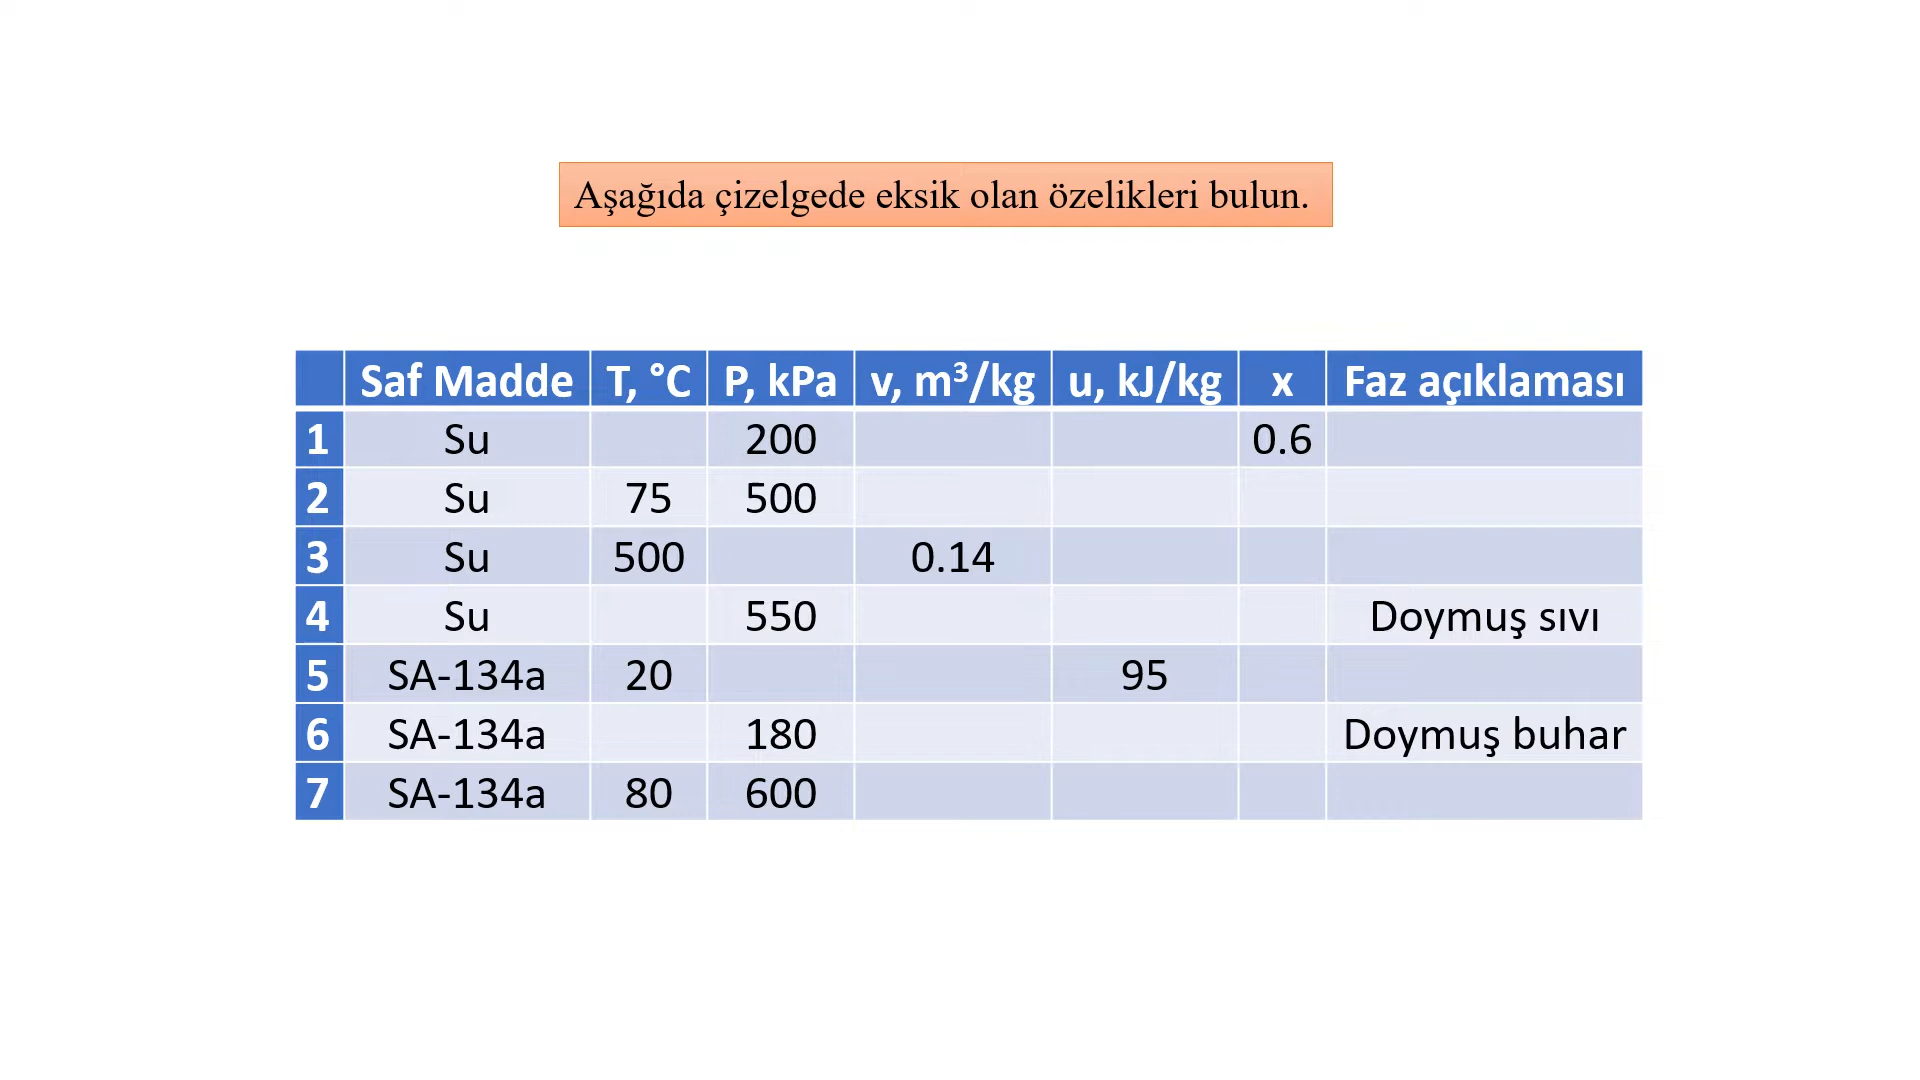 Aşağıda çizelgede eksik olan özelikleri bulun.
Saf Madde T, °C P, kPa v, m³/kg u, kJ/kg x Faz açıklaması
1 Su 200 0.6
2 Su 75 500
3 Su 500 0.14
4 Su 550 Doymuş sıvı
5 SA-134a 20 95
6 SA-134a 180 Doymuş buhar
7 SA-134a 80 600